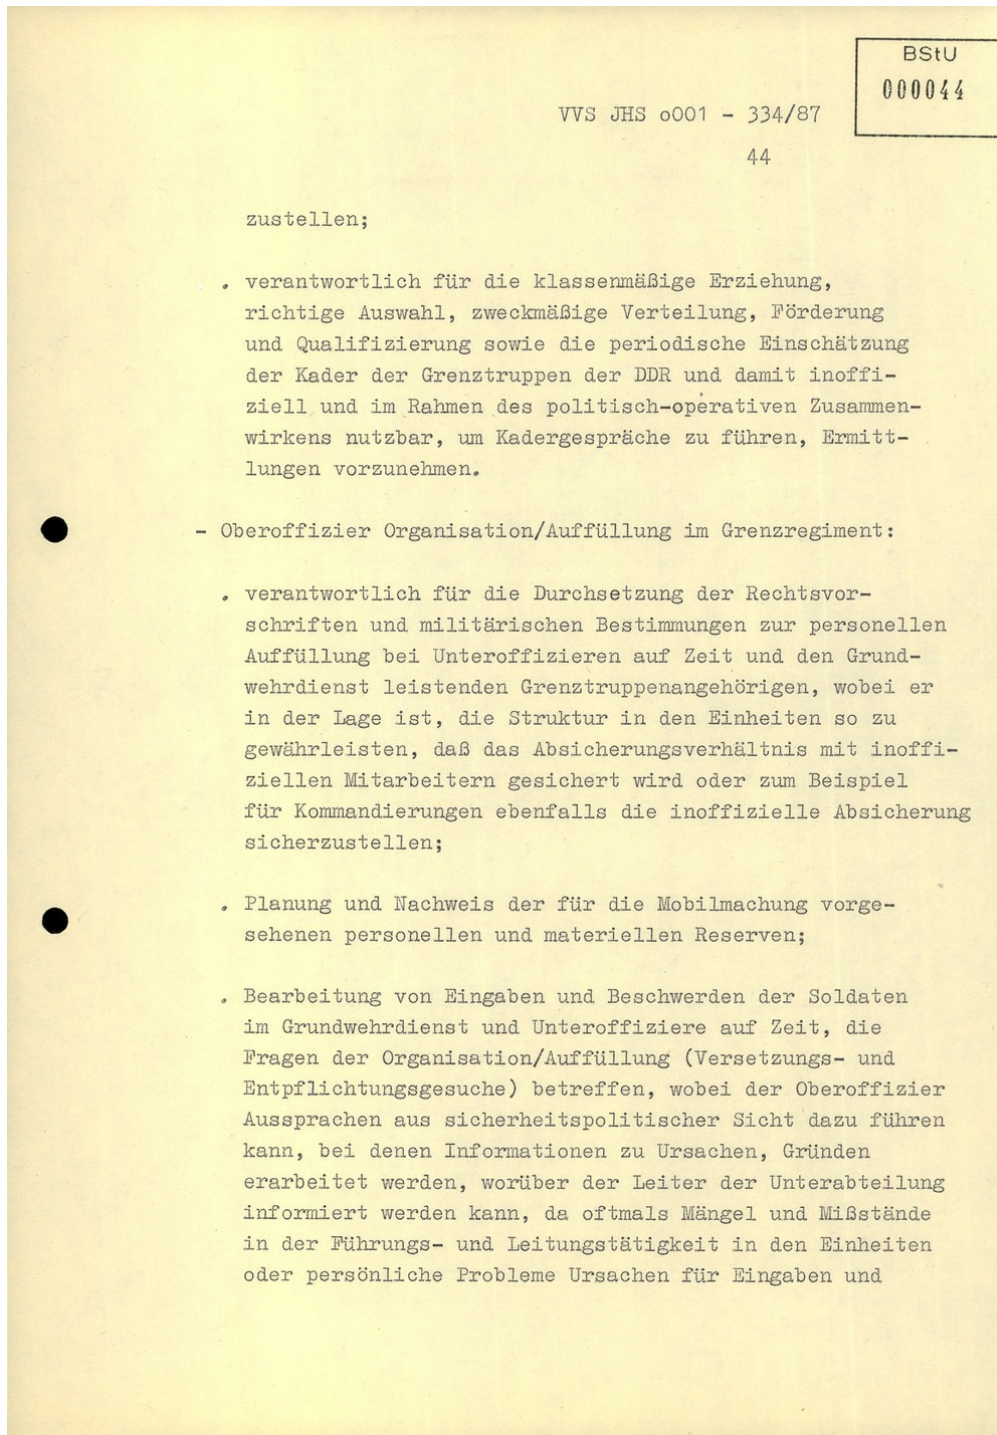 BStU
000044
VVS JHS o001 - 334/87
44
zustellen;
. verantwortlich für die klassenmäßige Erziehung,
richtige Auswahl, zweckmäßige Verteilung, Förderung
und Qualifizierung sowie die periodische Einschätzung
der Kader der Grenztruppen der DDR und damit inoffi-
ziell und im Rahmen des politisch-operativen Zusammen-
wirkens nutzbar, um Kadergespräche zu führen, Ermitt-
lungen vorzunehmen.
- Oberoffizier Organisation/Auffüllung im Grenzregiment:
. verantwortlich für die Durchsetzung der Rechtsvor-
schriften und militärischen Bestimmungen zur personellen
Auffüllung bei Unteroffizieren auf Zeit und den Grund-
wehrdienst leistenden Grenztruppenangehörigen, wobei er
in der Lage ist, die Struktur in den Einheiten so zu
gewährleisten, daß das Absicherungsverhältnis mit inoffi-
ziellen Mitarbeitern gesichert wird oder zum Beispiel
für Kommandierungen ebenfalls die inoffizielle Absicherung
sicherzustellen;
. Planung und Nachweis der für die Mobilmachung vorge-
sehenen personellen und materiellen Reserven;
. Bearbeitung von Eingaben und Beschwerden der Soldaten
im Grundwehrdienst und Unteroffiziere auf Zeit, die
Fragen der Organisation/Auffüllung (Versetzungs- und
Entpflichtungsgesuche) betreffen, wobei der Oberoffizier
Aussprachen aus sicherheitspolitischer Sicht dazu führen
kann, bei denen Informationen zu Ursachen, Gründen
erarbeitet werden, worüber der Leiter der Unterabteilung
informiert werden kann, da oftmals Mängel und Mißstände
in der Führungs- und Leitungstätigkeit in den Einheiten
oder persönliche Probleme Ursachen für Eingaben und